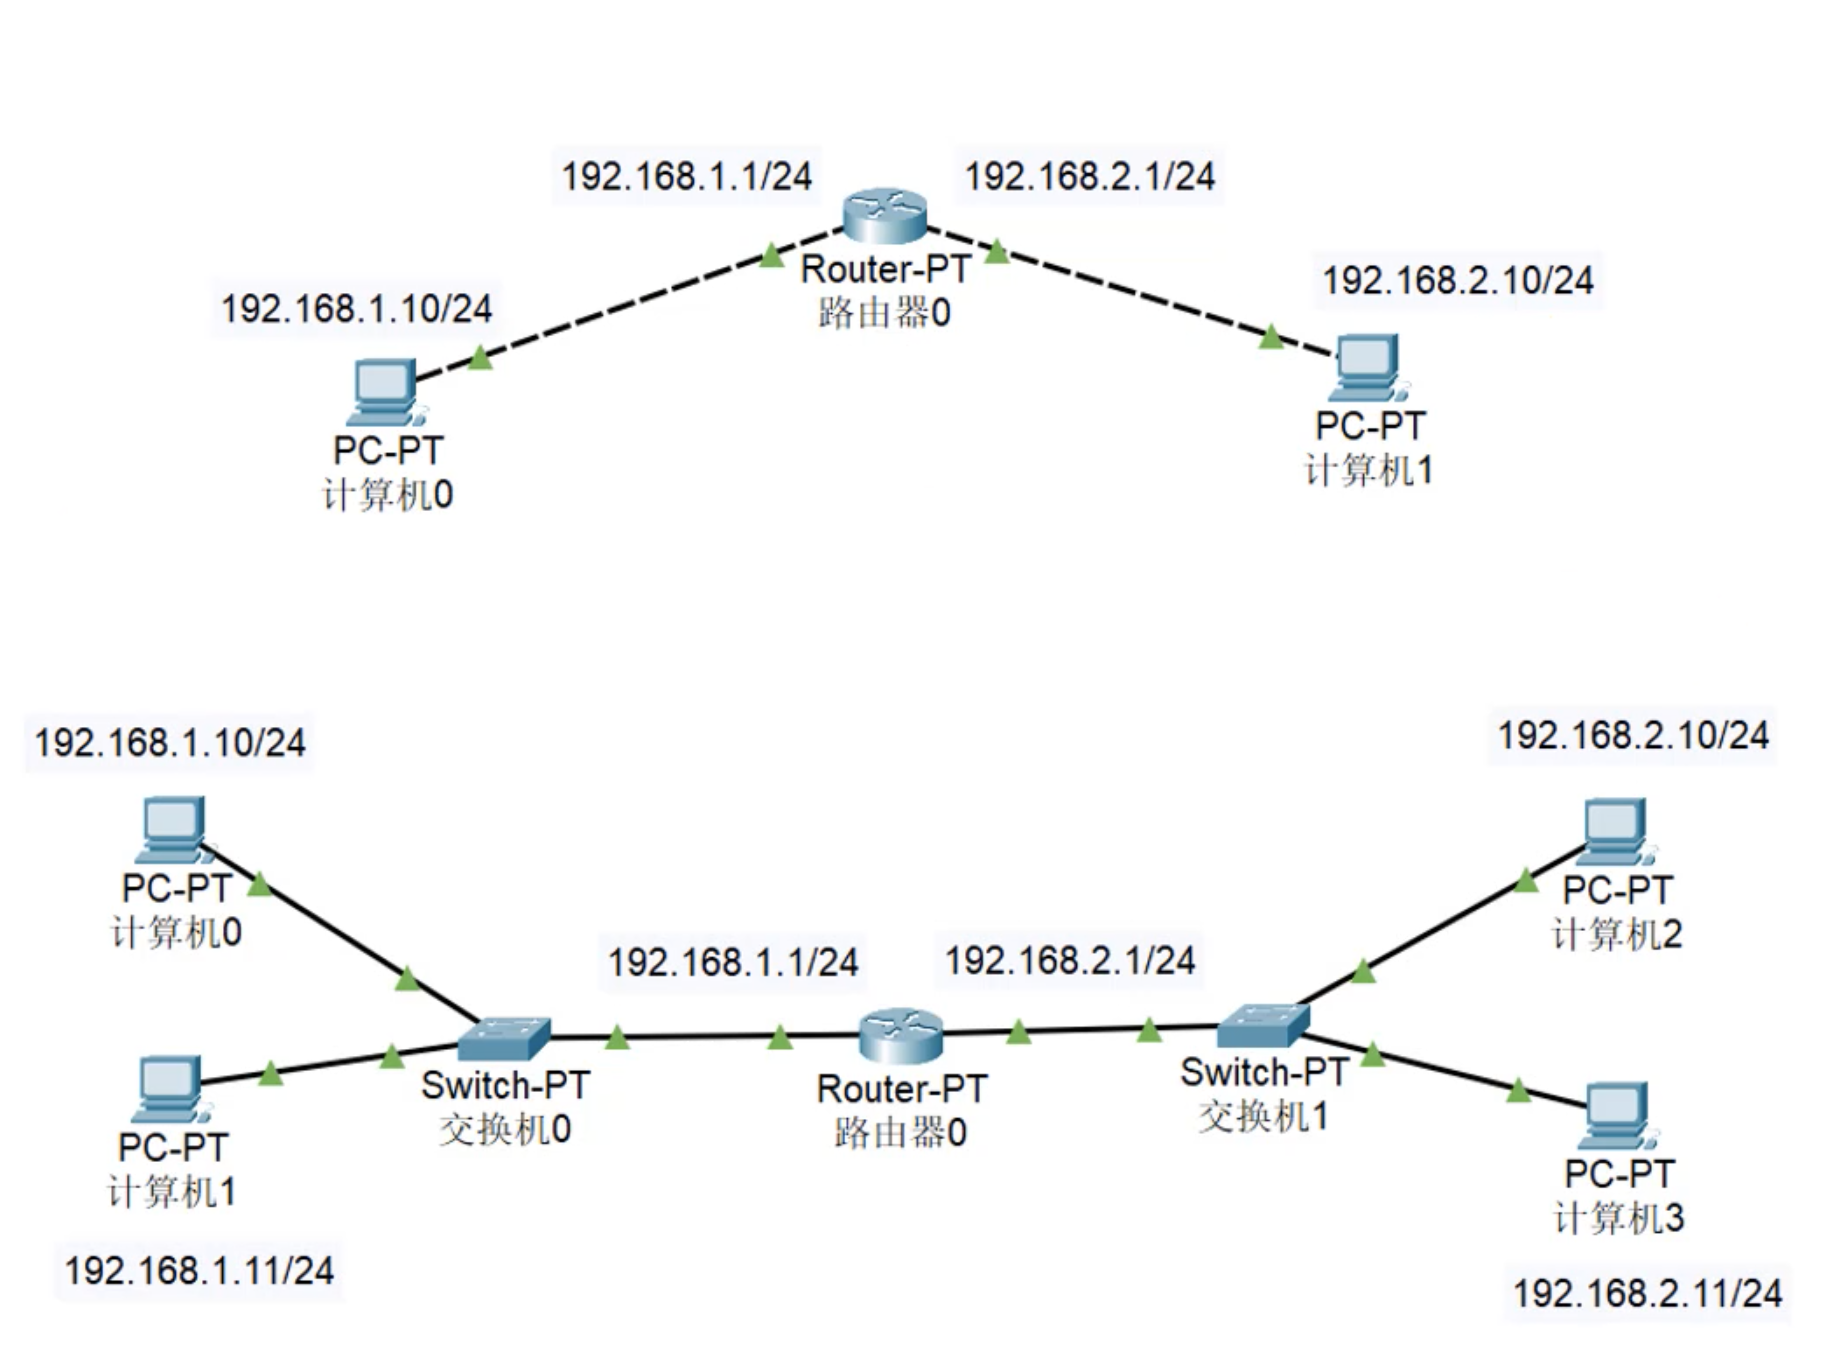 192.168.1.1/24
192.168.2.1/24
Router-PT
路由器0
192.168.1.10/24
PC-PT
计算机0
192.168.2.10/24
PC-PT
计算机1
192.168.1.10/24
PC-PT
计算机0
192.168.2.10/24
PC-PT
计算机2
192.168.1.1/24
192.168.2.1/24
Switch-PT
交换机0
Router-PT
路由器0
Switch-PT
交换机1
PC-PT
计算机1
192.168.1.11/24
PC-PT
计算机3
192.168.2.11/24